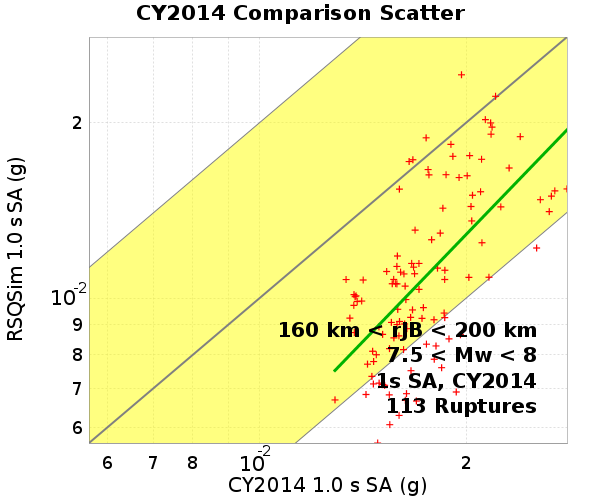 CY2014 Comparison Scatter
RSQSim 1.0 s SA (g)
2
10-2
9
8
7
6
160 km < rJB < 200 km
7.5 < Mw < 8
1s SA, CY2014
113 Ruptures
6 7 8 10-2 2
CY2014 1.0 s SA (g)